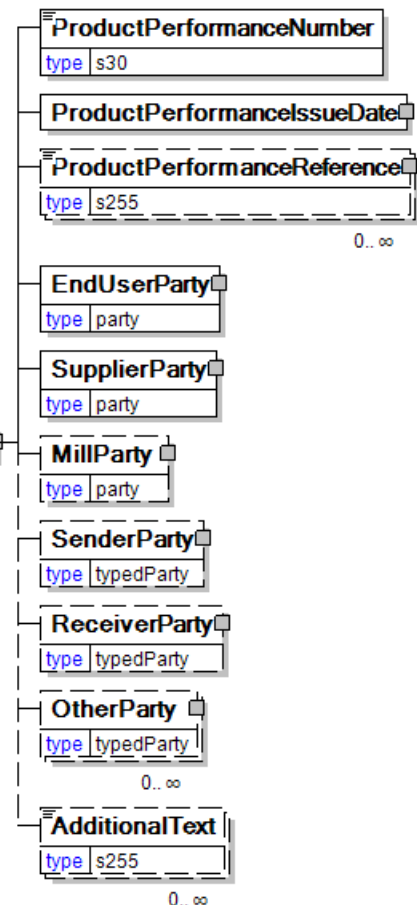 ProductPerformanceNumber
type s30
ProductPerformanceIssueDate
ProductPerformanceReference
type s255
0.. ∞
EndUserParty
type party
SupplierParty
type party
MillParty
type party
SenderParty
type typedParty
ReceiverParty
type typedParty
OtherParty
type typedParty
0.. ∞
AdditionalText
type s255
0.. ∞